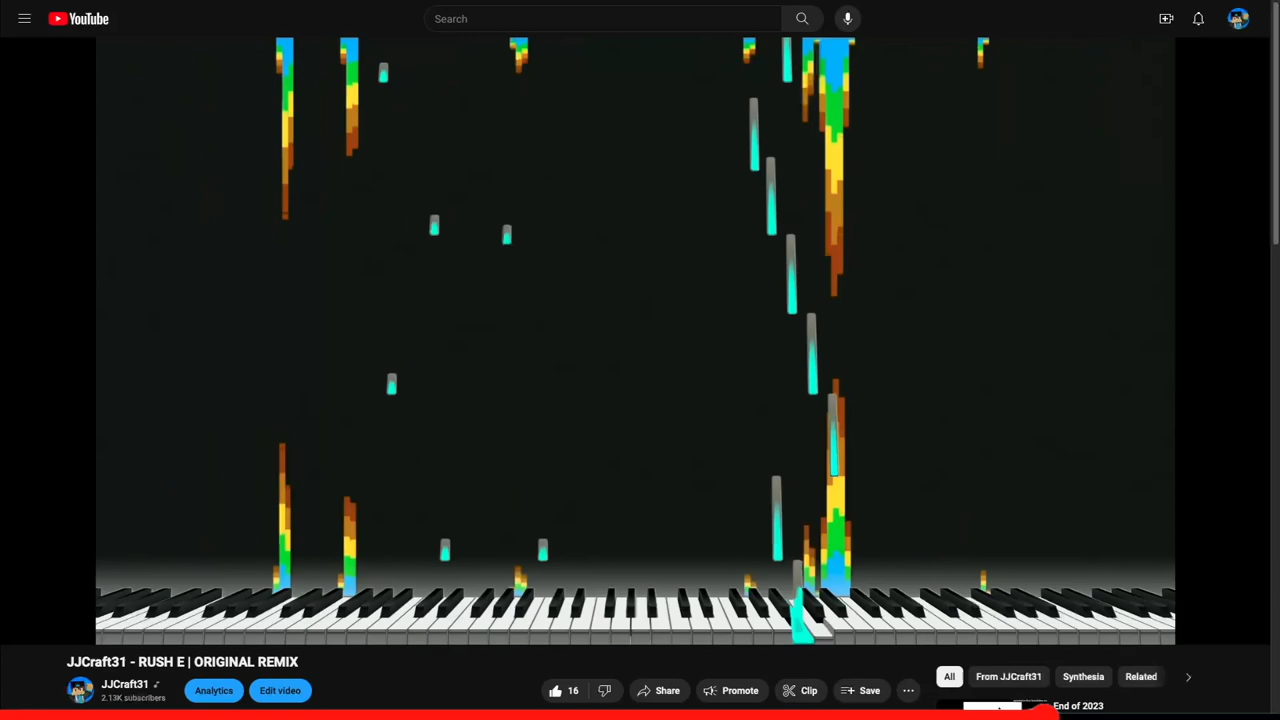 YouTube
Search
JJCraft31 - RUSH E | ORIGINAL REMIX
JJCraft31
2.13K subscribers
Analytics
Edit video
16
Share
Promote
Clip
Save
All
From JJCraft31
Synthesia
Related
End of 2023